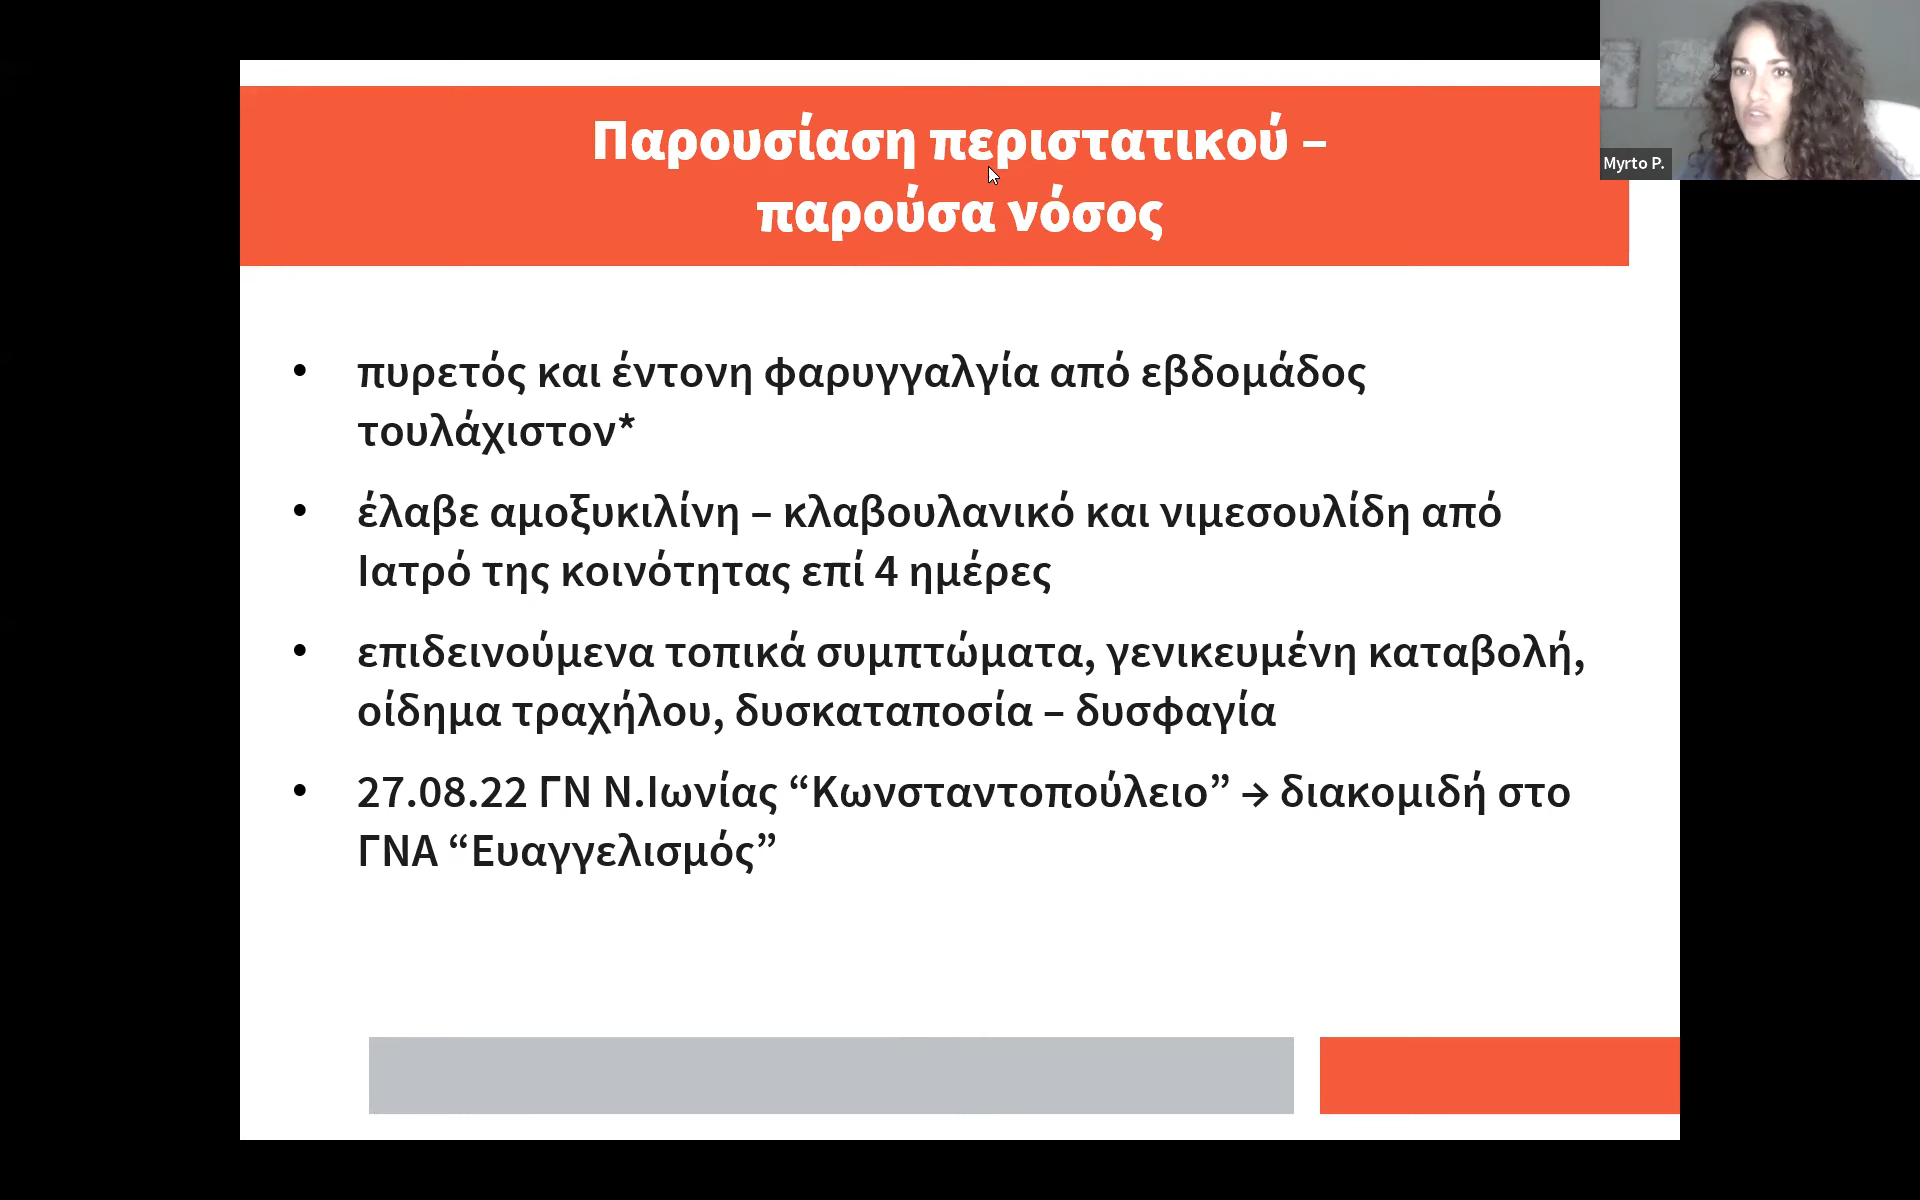 Παρουσίαση περιστατικού –
παρούσα νόσος
Myrto P.
• πυρετός και έντονη φαρυγγαλγία από εβδομάδος
τουλάχιστον*
• έλαβε αμοξυκιλίνη – κλαβουλανικό και νιμεσουλίδη από
Ιατρό της κοινότητας επί 4 ημέρες
• επιδεινούμενα τοπικά συμπτώματα, γενικευμένη καταβολή,
οίδημα τραχήλου, δυσκαταποσία – δυσφαγία
• 27.08.22 ΓΝ Ν.Ιωνίας “Κωνσταντοπούλειο” → διακομιδή στο
ΓΝΑ “Ευαγγελισμός”